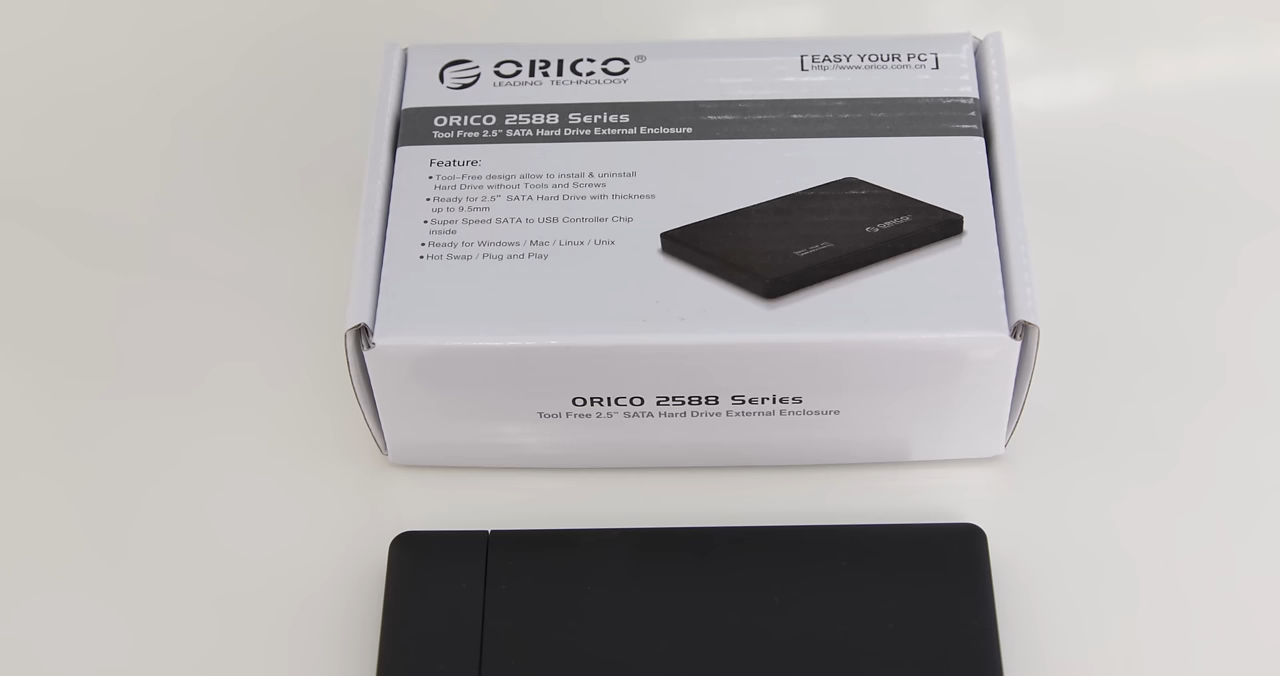 ORICO®
LEADING TECHNOLOGY
[EASY YOUR PC]
http://www.orico.com.cn
ORICO 2588 Series
Tool Free 2.5" SATA Hard Drive External Enclosure
Feature:
• Tool-Free design allow to install & uninstall
Hard Drive without Tools and Screws
• Ready for 2.5" SATA Hard Drive with thickness
up to 9.5mm
• Super Speed SATA to USB Controller Chip
inside
• Ready for Windows / Mac / Linux / Unix
• Hot Swap / Plug and Play
ORICO
ORICO 2588 Series
Tool Free 2.5" SATA Hard Drive External Enclosure